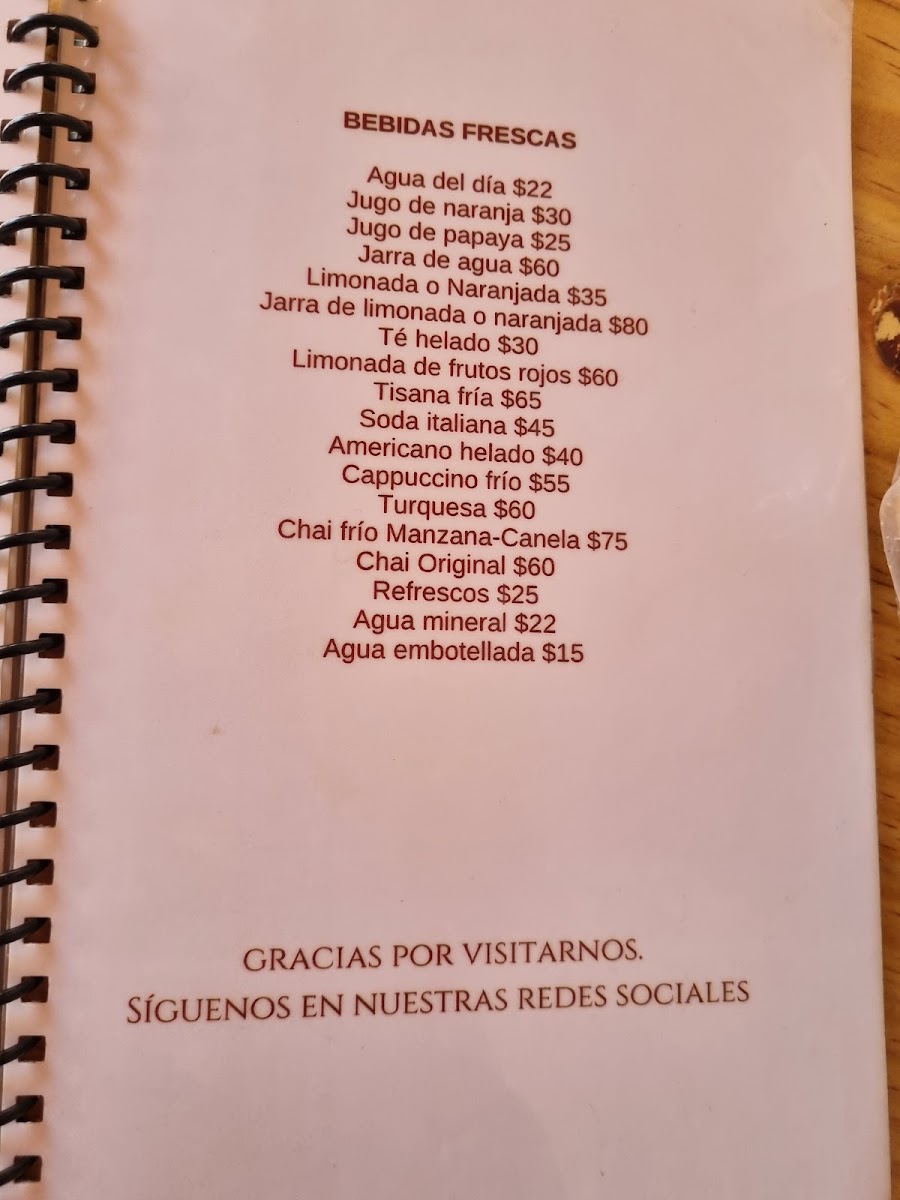 BEBIDAS FRESCAS
Agua del día $22
Jugo de naranja $30
Jugo de papaya $25
Jarra de agua $60
Limonada o Naranjada $35
Jarra de limonada o naranjada $80
Té helado $30
Limonada de frutos rojos $60
Tisana fría $65
Soda italiana $45
Americano helado $40
Cappuccino frío $55
Turquesa $60
Chai frío Manzana-Canela $75
Chai Original $60
Refrescos $25
Agua mineral $22
Agua embotellada $15
GRACIAS POR VISITARNOS.
SÍGUENOS EN NUESTRAS REDES SOCIALES